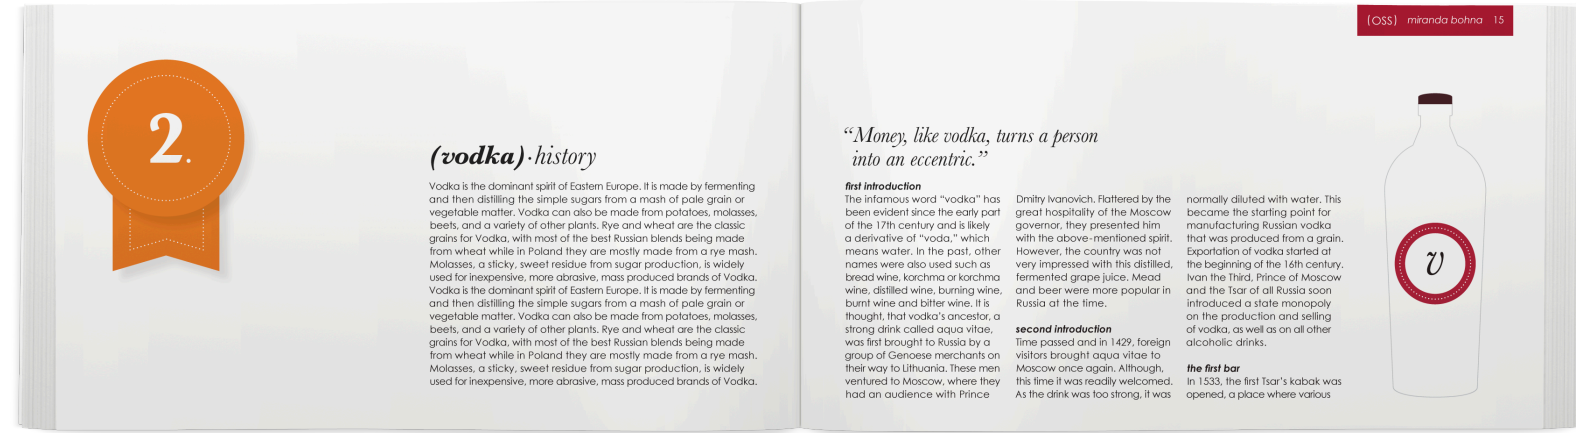 2.
(vodka)·history
Vodka is the dominant spirit of Eastern Europe. It is made by fermenting
and then distilling the simple sugars from a mash of pale grain or
vegetable matter. Vodka can also be made from potatoes, molasses,
beets, and a variety of other plants. Rye and wheat are the classic
grains for Vodka, with most of the best Russian blends being made
from wheat while in Poland they are mostly made from a rye mash.
Molasses, a sticky, sweet residue from sugar production, is widely
used for inexpensive, more abrasive, mass produced brands of Vodka.
Vodka is the dominant spirit of Eastern Europe. It is made by fermenting
and then distilling the simple sugars from a mash of pale grain or
vegetable matter. Vodka can also be made from potatoes, molasses,
beets, and a variety of other plants. Rye and wheat are the classic
grains for Vodka, with most of the best Russian blends being made
from wheat while in Poland they are mostly made from a rye mash.
Molasses, a sticky, sweet residue from sugar production, is widely
used for inexpensive, more abrasive, mass produced brands of Vodka.
(OSS) miranda bohna 15
“Money, like vodka, turns a person
into an eccentric.”
first introduction
The infamous word “vodka” has
been evident since the early part
of the 17th century and is likely
a derivative of “voda,” which
means water. In the past, other
names were also used such as
bread wine, korchma or korchma
wine, distilled wine, burning wine,
burnt wine and bitter wine. It is
thought, that vodka’s ancestor, a
strong drink called aqua vitae,
was first brought to Russia by a
group of Genoese merchants on
their way to Lithuania. These men
ventured to Moscow, where they
had an audience with Prince
Dmitry Ivanovich. Flattered by the
great hospitality of the Moscow
governor, they presented him
with the above-mentioned spirit.
However, the country was not
very impressed with this distilled,
fermented grape juice. Mead
and beer were more popular in
Russia at the time.
second introduction
Time passed and in 1429, foreign
visitors brought aqua vitae to
Moscow once again. Although,
this time it was readily welcomed.
As the drink was too strong, it was
normally diluted with water. This
became the starting point for
manufacturing Russian vodka
that was produced from a grain.
Exportation of vodka started at
the beginning of the 16th century.
Ivan the Third, Prince of Moscow
and the Tsar of all Russia soon
introduced a state monopoly
on the production and selling
of vodka, as well as on all other
alcoholic drinks.
the first bar
In 1533, the first Tsar’s kabak was
opened, a place where various
v